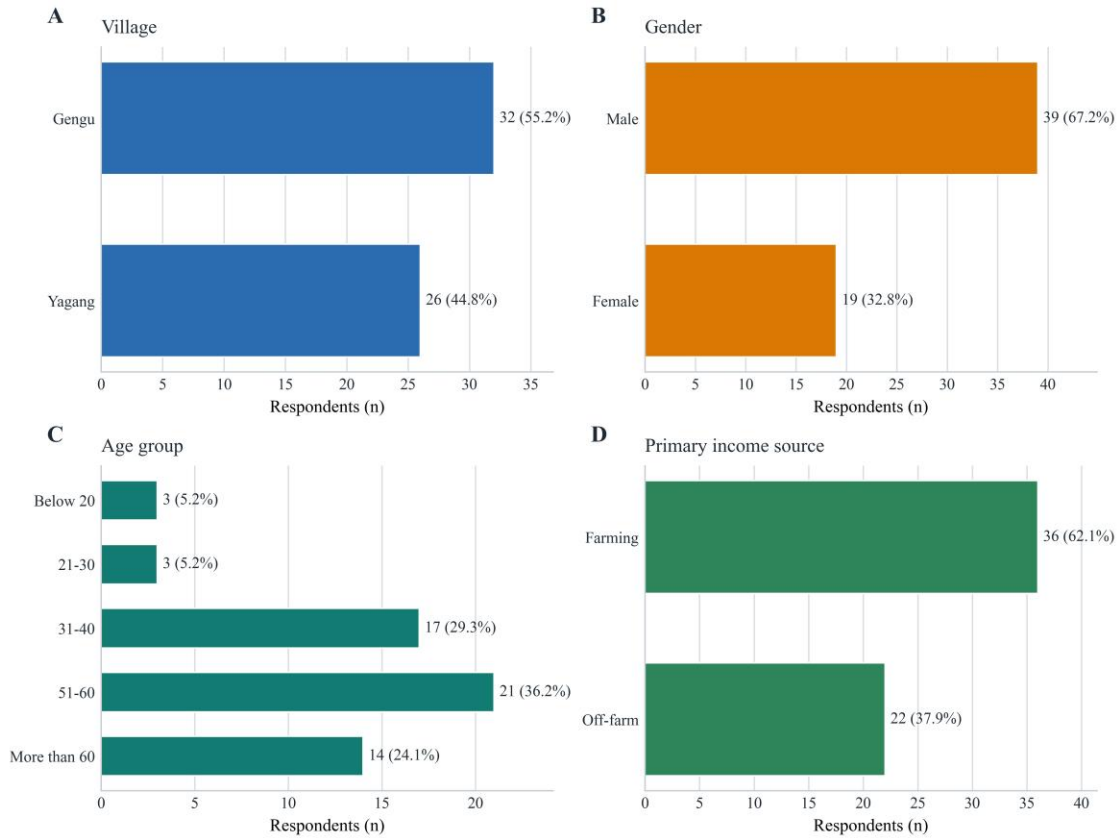 A
Village
Gengu
32 (55.2%)
Yagang
26 (44.8%)
0 5 10 15 20 25 30 35
Respondents (n)
B
Gender
Male
39 (67.2%)
Female
19 (32.8%)
0 5 10 15 20 25 30 35 40
Respondents (n)
C
Age group
Below 20
3 (5.2%)
21-30
3 (5.2%)
31-40
17 (29.3%)
51-60
21 (36.2%)
More than 60
14 (24.1%)
0 5 10 15 20
Respondents (n)
D
Primary income source
Farming
36 (62.1%)
Off-farm
22 (37.9%)
0 5 10 15 20 25 30 35 40
Respondents (n)